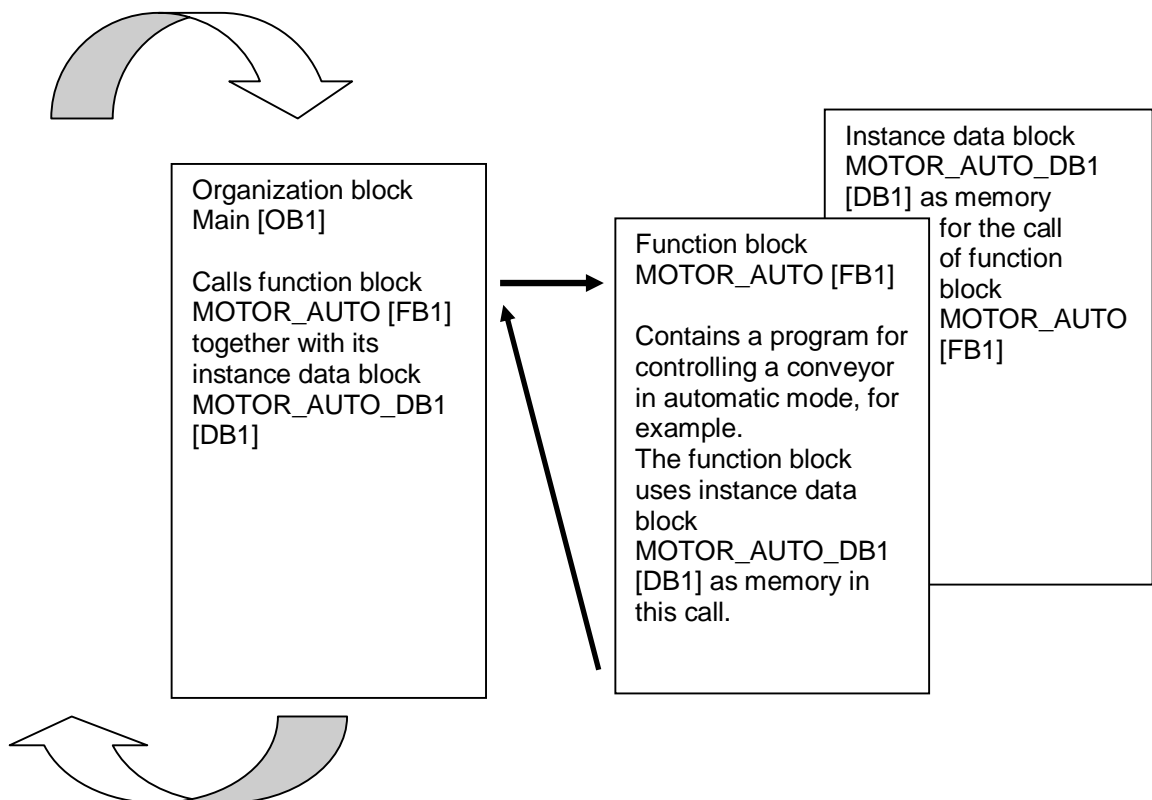 Organization block
Main [OB1]
Calls function block
MOTOR_AUTO [FB1]
together with its
instance data block
MOTOR_AUTO_DB1
[DB1]
Function block
MOTOR_AUTO [FB1]
Contains a program for
controlling a conveyor
in automatic mode, for
example.
The function block
uses instance data
block
MOTOR_AUTO_DB1
[DB1] as memory in
this call.
Instance data block
MOTOR_AUTO_DB1
[DB1] as memory
for the call
of function
block
MOTOR_AUTO
[FB1]